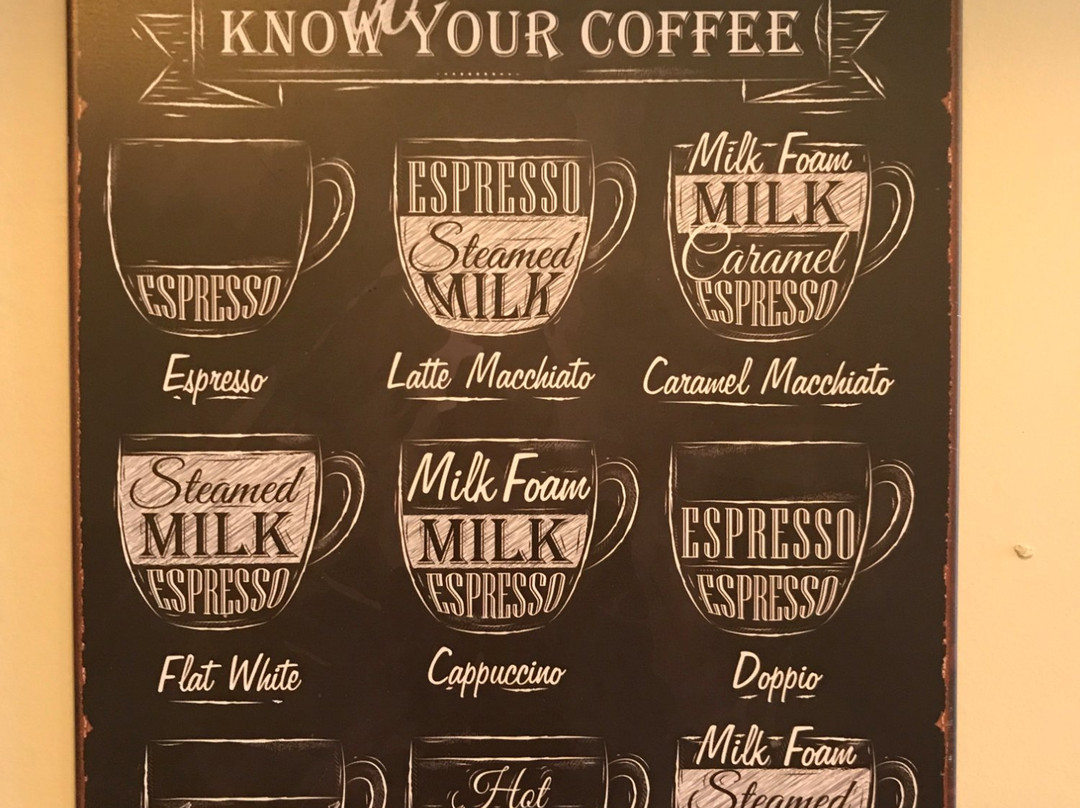 KNOW YOUR COFFEE
ESPRESSO
Espresso
ESPRESSO
Steamed
MILK
Latte Macchiato
Milk Foam
MILK
Caramel
ESPRESSO
Caramel Macchiato
Steamed
MILK
ESPRESSO
Flat White
Milk Foam
MILK
ESPRESSO
Cappuccino
ESPRESSO
ESPRESSO
Doppio
Hot
Milk Foam
Steamed